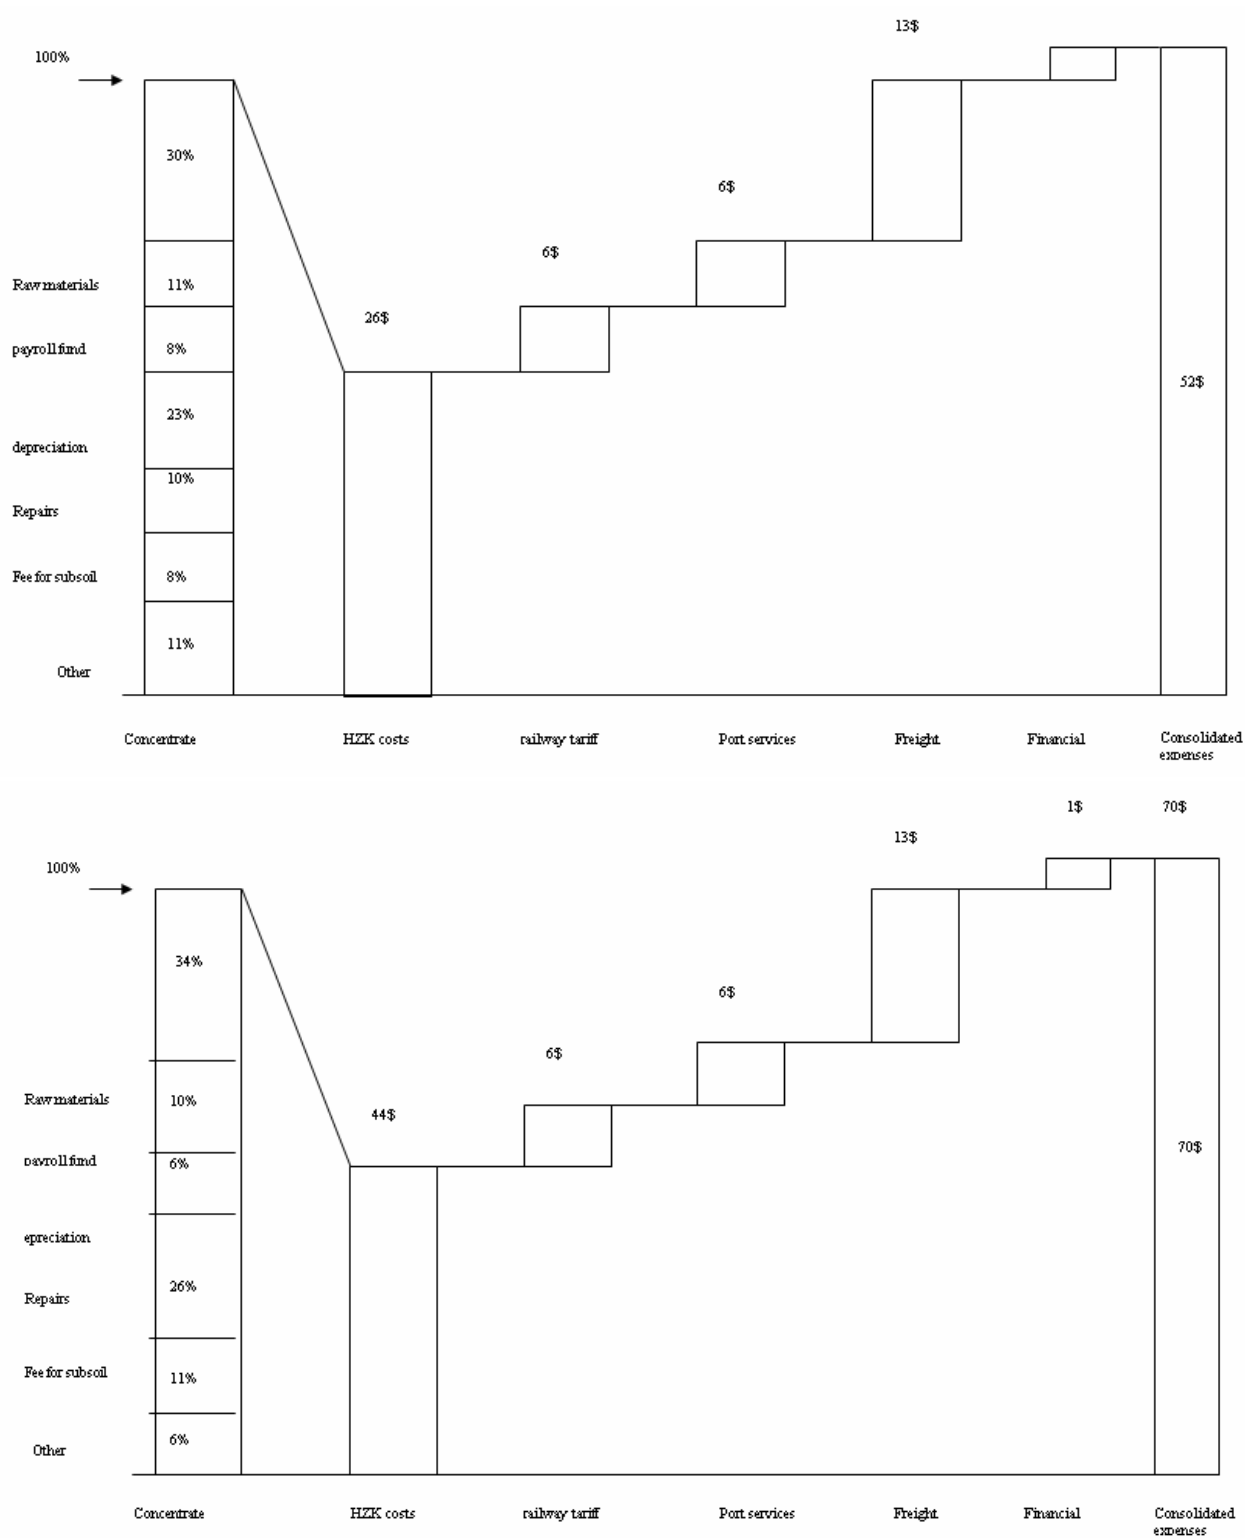 13$
100%
30%
6$
6$
Raw materials
11%
26$
payroll fund
8%
52$
23%
depreciation
10%
Repairs
Fee for subsoil
8%
11%
Other
Concentrate
HZK costs
railway tariff
Port services
Freight
Financial
Consolidated
expenses
1$
70$
13$
100%
34%
6$
6$
Raw materials
10%
44$
payroll fund
6%
70$
epreciation
26%
Repairs
Fee for subsoil
11%
6%
Other
Concentrate
HZK costs
railway tariff
Port services
Freight
Financial
Consolidated
expenses